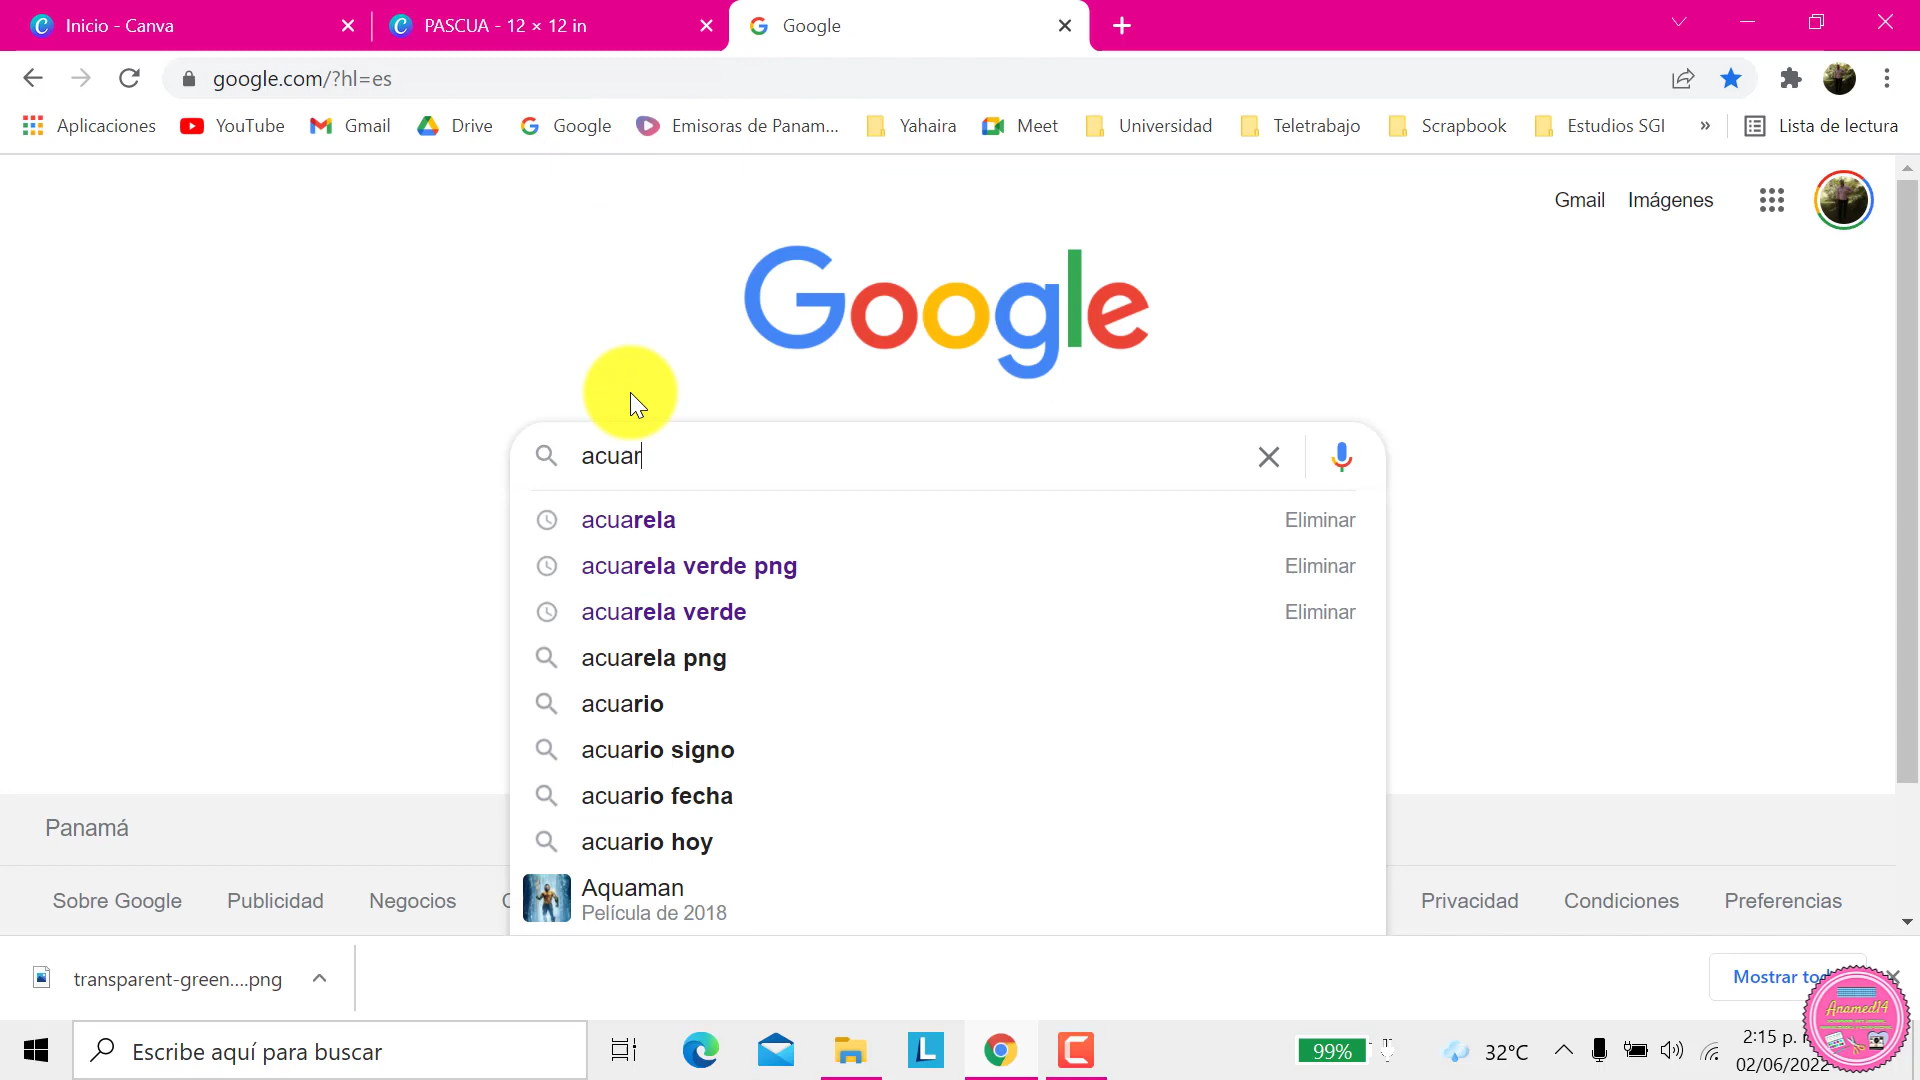 Inicio - Canva
PASCUA - 12 × 12 in
Google
google.com/?hl=es
Aplicaciones
YouTube
Gmail
Drive
Google
Emisoras de Panam...
Yahaira
Meet
Universidad
Teletrabajo
Scrapbook
Estudios SGI
»
Lista de lectura
Gmail
Imágenes
Google
acuar
acuarela
Eliminar
acuarela verde png
Eliminar
acuarela verde
Eliminar
acuarela png
acuario
acuario signo
acuario fecha
acuario hoy
Aquaman
Película de 2018
Panamá
Sobre Google
Publicidad
Negocios
Privacidad
Condiciones
Preferencias
transparent-green....png
Mostrar
Anamed14
Escribe aquí para buscar
99%
32°C
2:15 p.
02/06/2022